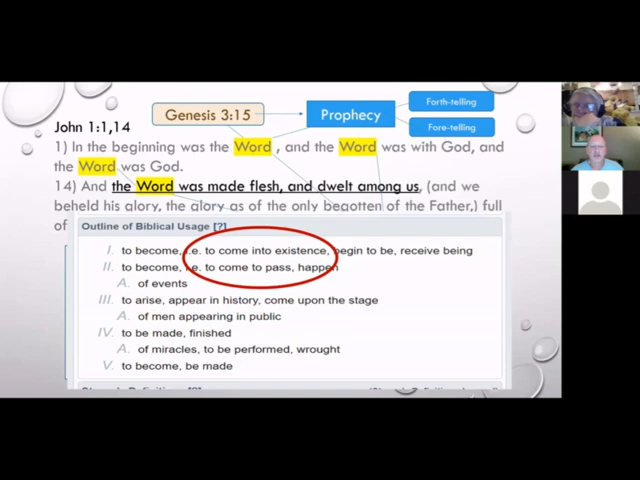 Genesis 3:15
Prophecy
Forth-telling
Fore-telling
John 1:1,14
1) In the beginning was the Word , and the Word was with God, and
the Word was God.
14) And the Word was made flesh, and dwelt among us, (and we
beheld his glory, the glory as of the only begotten of the Father,) full
of
Outline of Biblical Usage [?]
I. to become, i.e. to come into existence, begin to be, receive being
II. to become, i.e. to come to pass, happen
A. of events
III. to arise, appear in history, come upon the stage
A. of men appearing in public
IV. to be made, finished
A. of miracles, to be performed, wrought
V. to become, be made